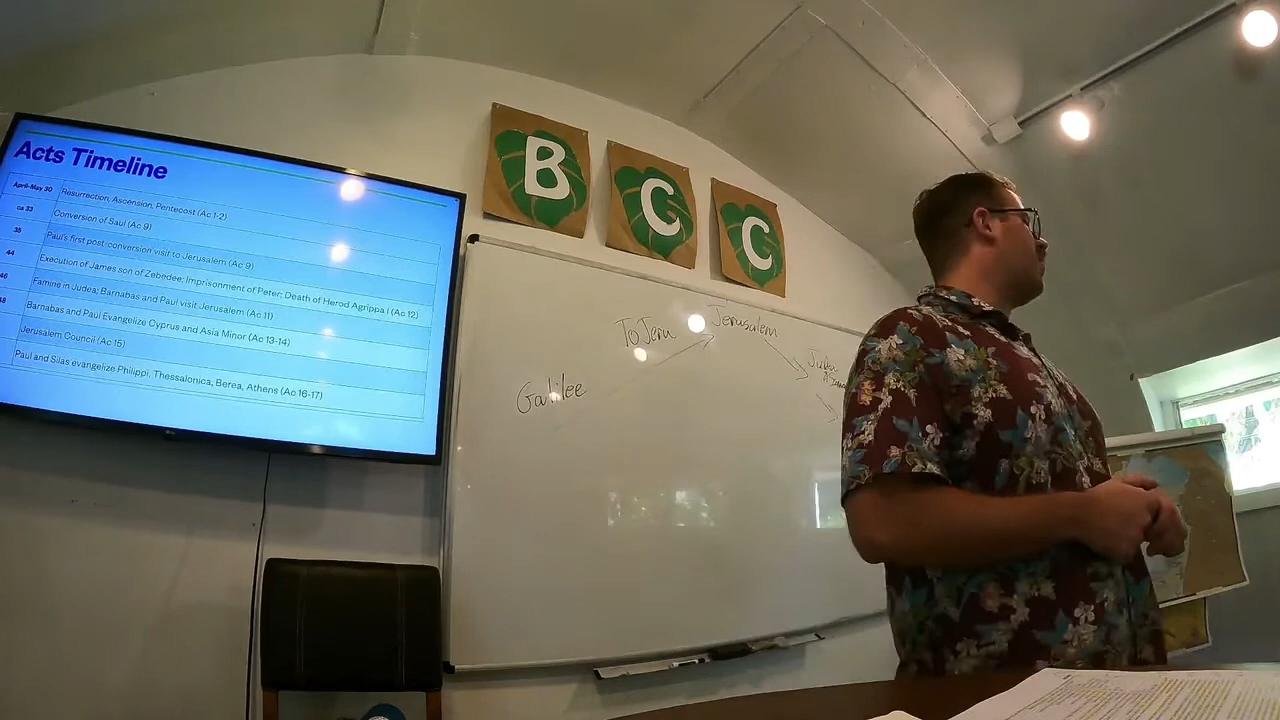 Acts Timeline
April-May 30 Resurrection, Ascension, Pentecost (Ac 1-2)
ca 33 Conversion of Saul (Ac 9)
35 Paul's first post-conversion visit to Jerusalem (Ac 9)
44 Execution of James son of Zebedee; Imprisonment of Peter; Death of Herod Agrippa I (Ac 12)
46 Famine in Judea; Barnabas and Paul visit Jerusalem (Ac 11)
48 Barnabas and Paul Evangelize Cyprus and Asia Minor (Ac 13-14)
Jerusalem Council (Ac 15)
Paul and Silas evangelize Philippi, Thessalonica, Berea, Athens (Ac 16-17)
B C C
Galilee
To Jeru
Jerusalem
Judea